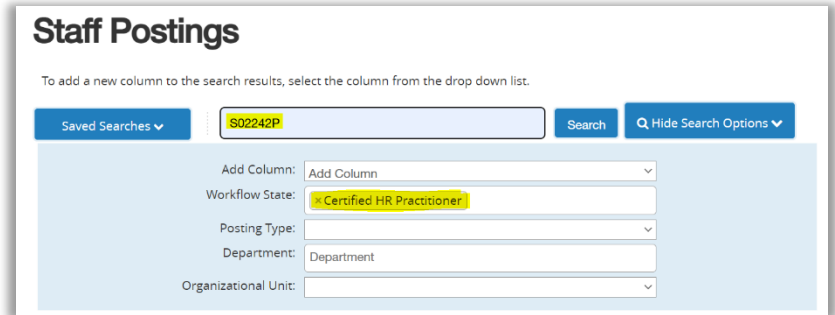 Staff Postings
To add a new column to the search results, select the column from the drop down list.
Saved Searches S02242P Search Hide Search Options
Add Column: Add Column
Workflow State: × Certified HR Practitioner
Posting Type:
Department: Department
Organizational Unit: